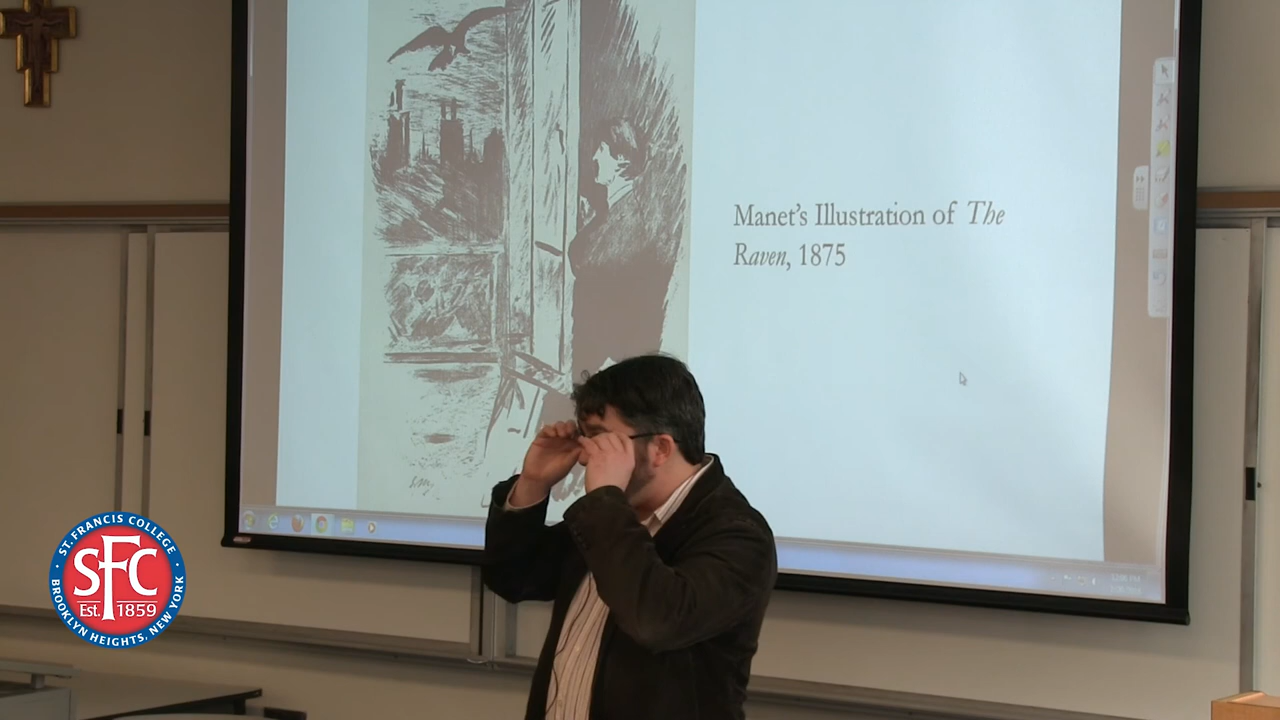 Manet's Illustration of The
Raven, 1875
ST. FRANCIS COLLEGE
SFC
Est. 1859
BROOKLYN HEIGHTS, NEW YORK